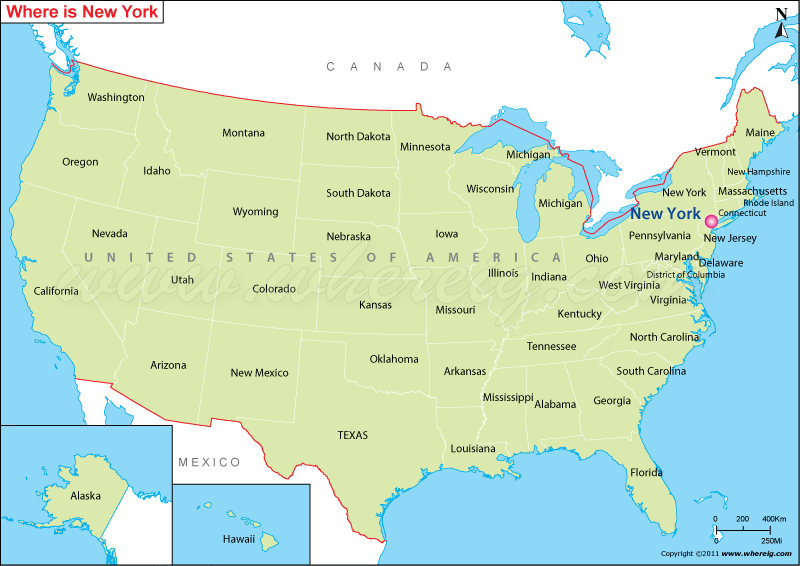 Where is New York
N
C A N A D A
Washington
Montana
North Dakota
Minnesota
Michigan
Maine
Vermont
Oregon
Idaho
New Hampshire
South Dakota
Wisconsin
Michigan
New York
Massachusetts
Rhode Island
Wyoming
New York
Connecticut
Nevada
Nebraska
Iowa
Pennsylvania
New Jersey
UNITED STATES OF AMERICA
Ohio
Maryland
Delaware
Utah
Colorado
Illinois
Indiana
District of Columbia
West Virginia
California
Kansas
Missouri
Kentucky
Virginia
www.whereig.com
North Carolina
Tennessee
Arizona
New Mexico
Oklahoma
Arkansas
South Carolina
Mississippi
Alabama
Georgia
TEXAS
Louisiana
MEXICO
Florida
Alaska
Hawaii
0 200 400Km
0 250Mi
Copyright ©2011 www.whereig.com